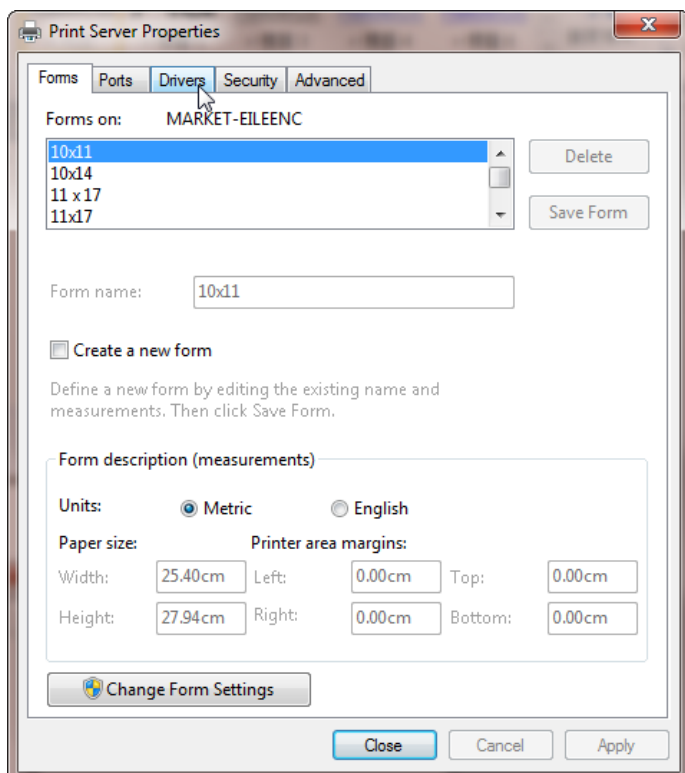 Print Server Properties
Forms Ports Drivers Security Advanced
Forms on: MARKET-EILEENC
10x11
10x14
11 x 17
11x17
Delete
Save Form
Form name: 10x11
Create a new form
Define a new form by editing the existing name and
measurements. Then click Save Form.
Form description (measurements)
Units: Metric English
Paper size: Printer area margins:
Width: 25.40cm Left: 0.00cm Top: 0.00cm
Height: 27.94cm Right: 0.00cm Bottom: 0.00cm
Change Form Settings
Close Cancel Apply